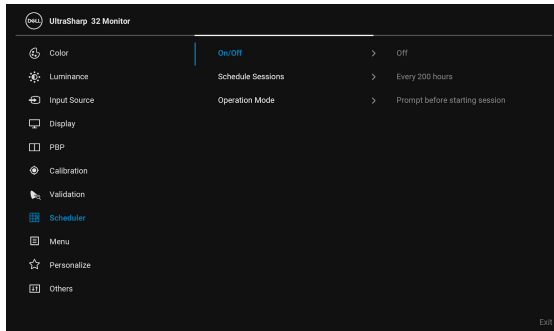 DELL
UltraSharp 32 Monitor
Color
On/Off
Off
Luminance
Schedule Sessions
Every 200 hours
Input Source
Operation Mode
Prompt before starting session
Display
PBP
Calibration
Validation
Scheduler
Menu
Personalize
Others
Exit